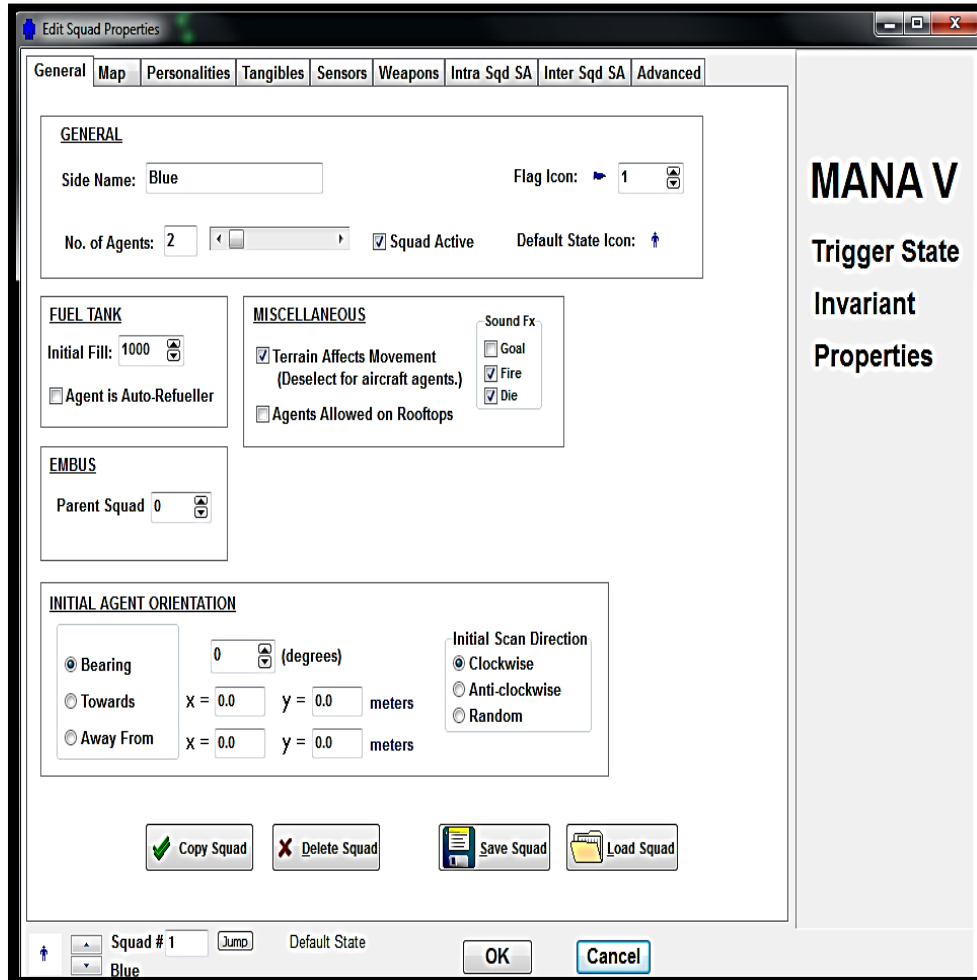 Edit Squad Properties
General Map Personalities Tangibles Sensors Weapons Intra Sqd SA Inter Sqd SA Advanced
GENERAL
Side Name: Blue
Flag Icon: 1
No. of Agents: 2
Squad Active
Default State Icon:
FUEL TANK
Initial Fill: 1000
Agent is Auto-Refueller
MISCELLANEOUS
Terrain Affects Movement
(Deselect for aircraft agents.)
Agents Allowed on Rooftops
Sound Fx
Goal
Fire
Die
EMBUS
Parent Squad 0
INITIAL AGENT ORIENTATION
Bearing 0 (degrees)
Towards x = 0.0 y = 0.0 meters
Away From x = 0.0 y = 0.0 meters
Initial Scan Direction
Clockwise
Anti-clockwise
Random
Copy Squad Delete Squad Save Squad Load Squad
Squad # 1 Jump Default State
Blue
OK Cancel
MANA V
Trigger State
Invariant
Properties